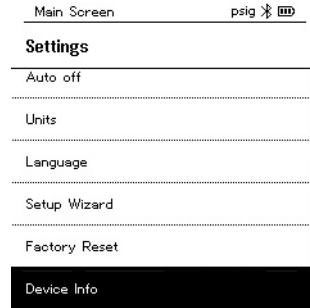 Main Screen psig
Settings
Auto off
Units
Language
Setup Wizard
Factory Reset
Device Info